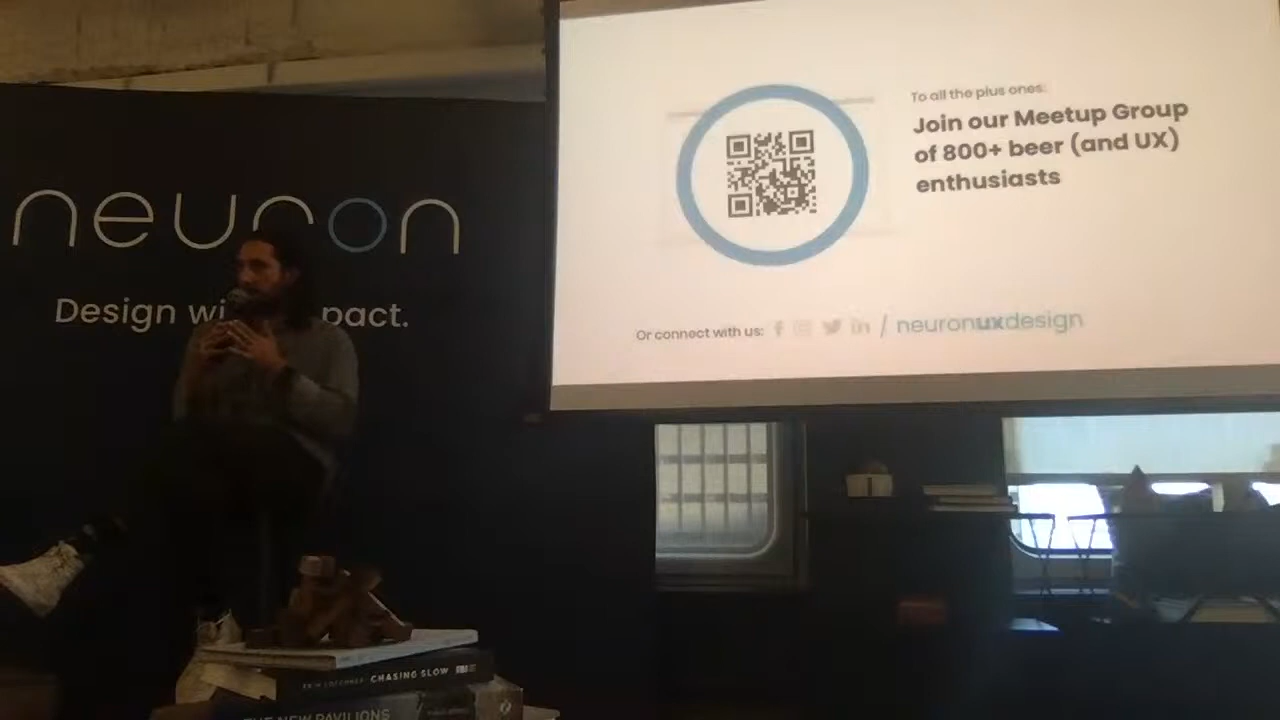 neuron
Design wi pact.
To all the plus ones:
Join our Meetup Group
of 800+ beer (and UX)
enthusiasts
Or connect with us: / neuronuxdesign
CHASING SLOW
THE NEW PAVILIONS